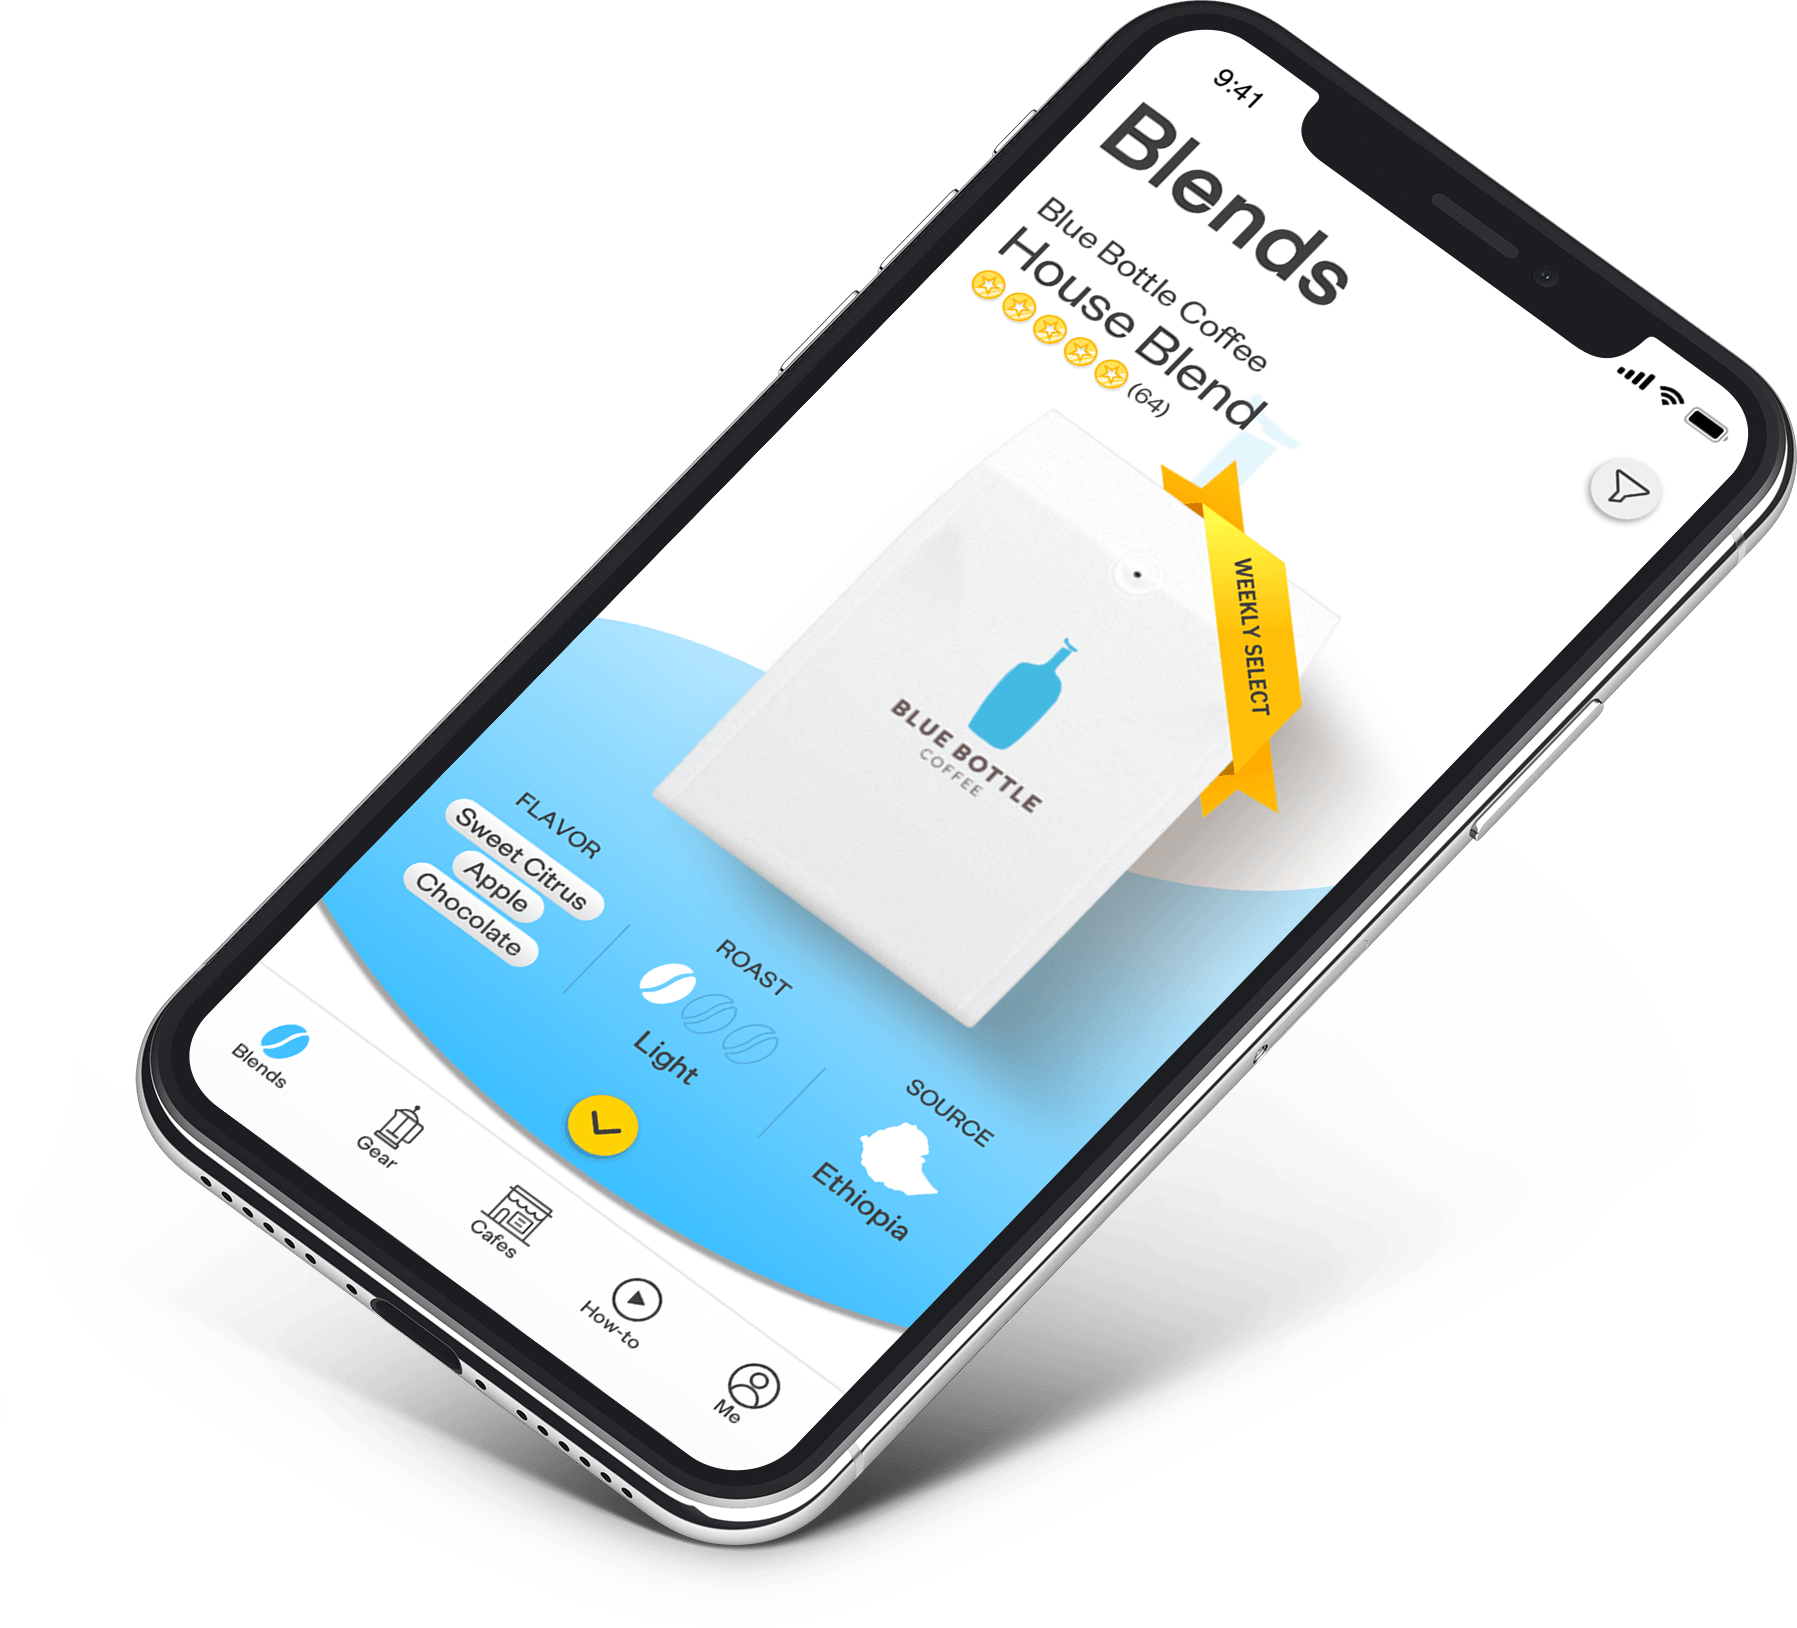 9:41
Blends
Blue Bottle Coffee
House Blend
(64)
WEEKLY SELECT
BLUE BOTTLE
COFFEE
FLAVOR
Sweet Citrus
Apple
Chocolate
ROAST
Light
SOURCE
Ethiopia
Blends
Gear
Cafes
How-to
Me